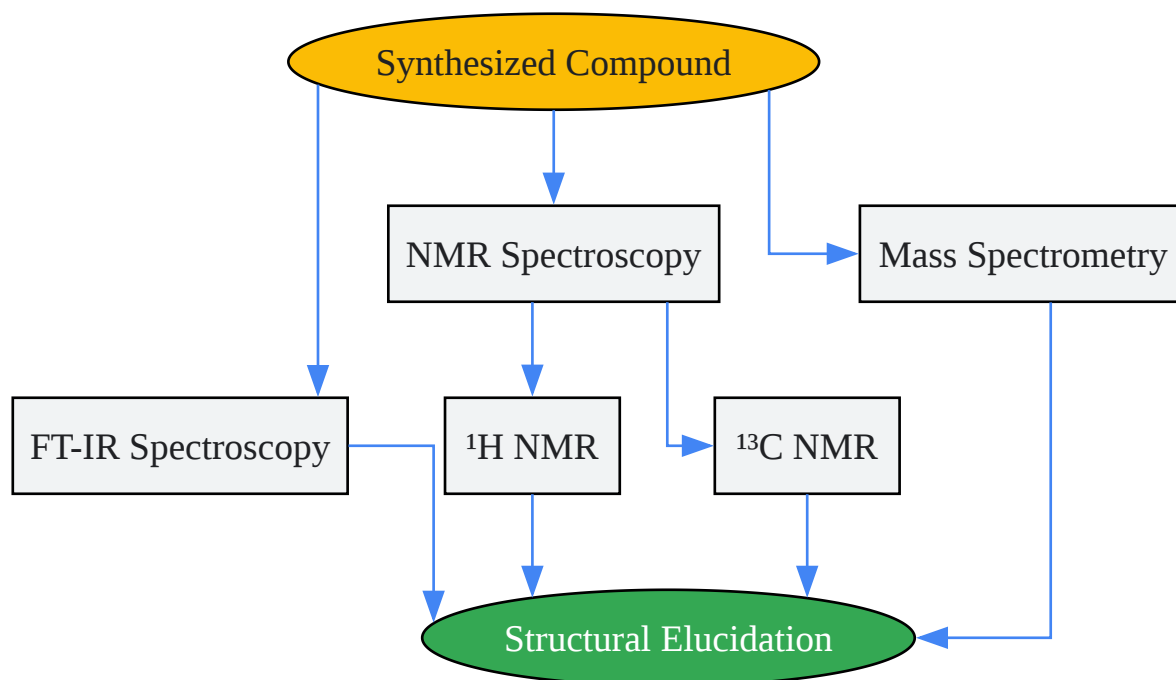 Synthesized Compound
NMR Spectroscopy
Mass Spectrometry
FT-IR Spectroscopy
¹H NMR
¹³C NMR
Structural Elucidation